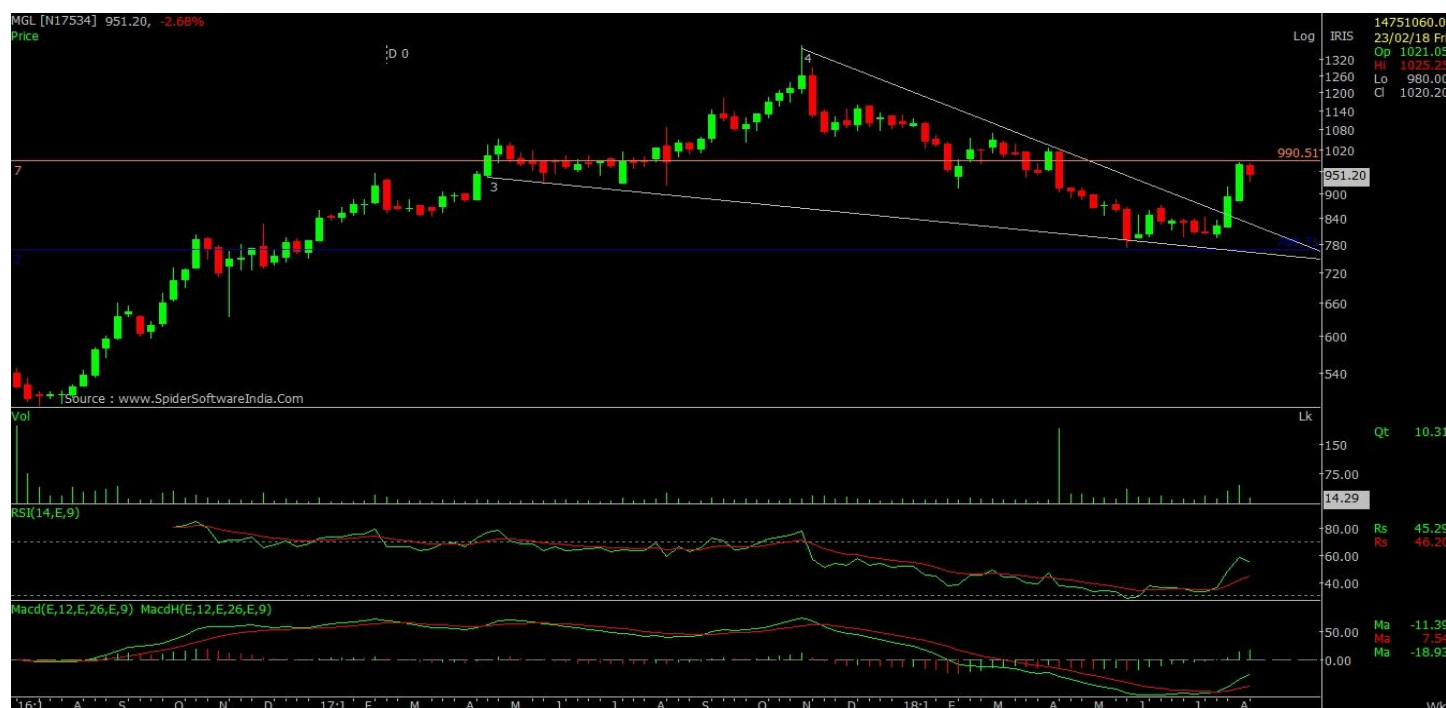 MGL [N17534] 951.20, -2.68%
Price
D 0
Log
IRIS
14751060.0
23/02/18 Fri
Op 1021.05
Hi 1025.25
Lo 980.00
Cl 1020.20
4
1320
1260
1200
1140
1080
1020
990.51
7
951.20
3
900
840
780
2
720
660
600
540
Source : www.SpiderSoftwareIndia.Com
Vol
Lk
150
Qt 10.31
75.00
14.29
RSI(14,E,9)
80.00
Rs 45.29
60.00
Rs 46.20
40.00
Macd(E,12,E,26,E,9) MacdH(E,12,E,26,E,9)
50.00
Ma -11.39
Ma 7.54
0.00
Ma -18.93
A S O N D 17:1 F M A M J J A S O N D 18:1 F M A M J J A Wk